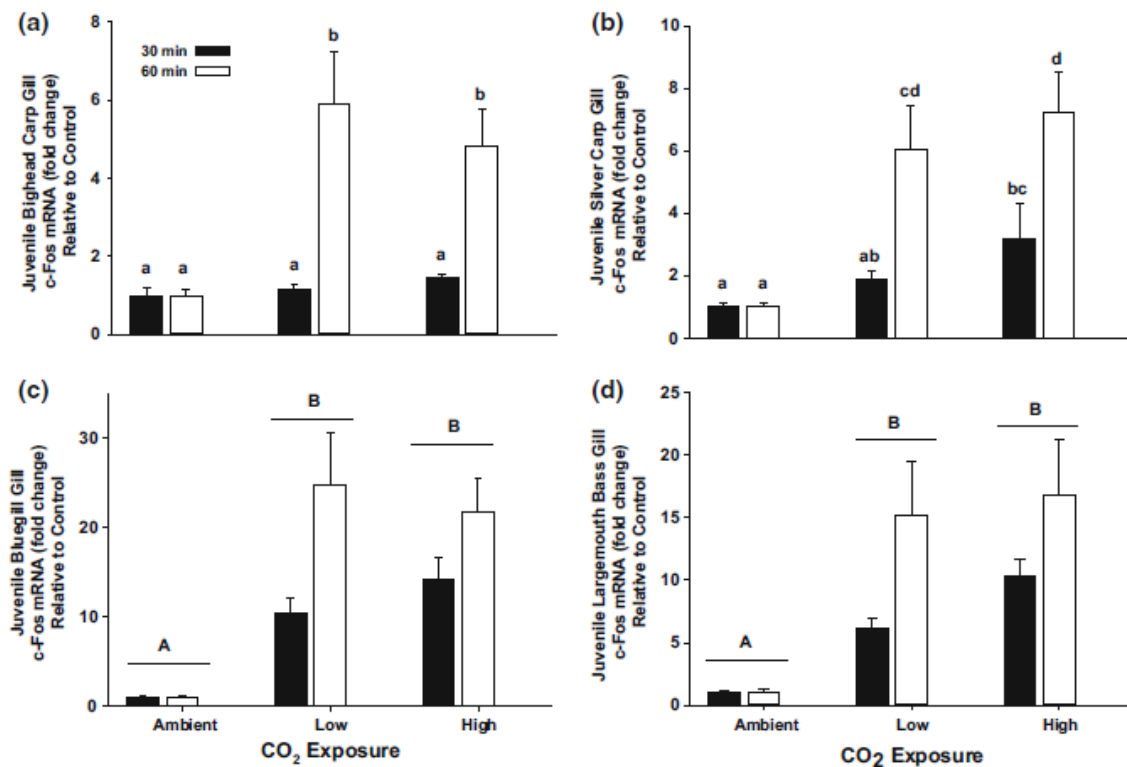 (a)
Juvenile Bighead Carp Gill
c-Fos mRNA (fold change)
Relative to Control
8
6
4
2
0
30 min
60 min
a
a
a
b
a
b
(b)
Juvenile Silver Carp Gill
c-Fos mRNA (fold change)
Relative to Control
10
8
6
4
2
0
a
a
ab
cd
bc
d
(c)
Juvenile Bluegill Gill
c-Fos mRNA (fold change)
Relative to Control
30
20
10
0
A
B
B
Ambient
Low
High
CO2 Exposure
(d)
Juvenile Largemouth Bass Gill
c-Fos mRNA (fold change)
Relative to Control
25
20
15
10
5
0
A
B
B
Ambient
Low
High
CO2 Exposure